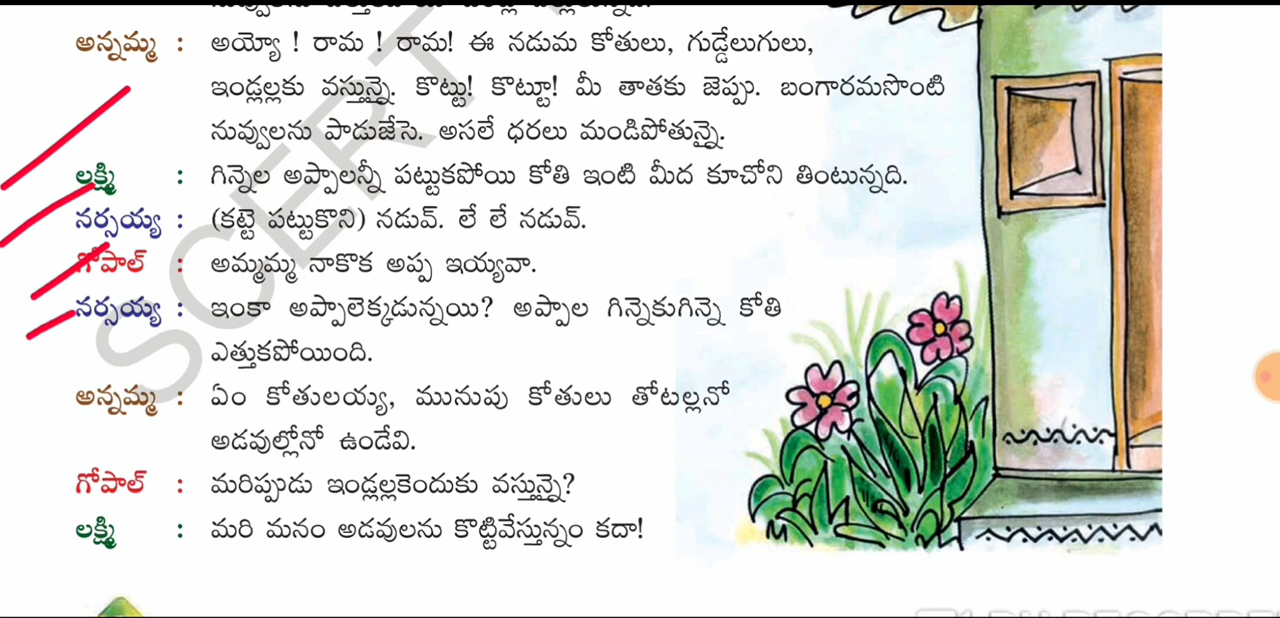 అన్నమ్మ : అయ్యో ! రామ ! రామ! ఈ నడుమ కోతులు, గుడ్డేలుగులు,
ఇండ్లల్లకు వస్తున్నై. కొట్టు! కొట్టూ! మీ తాతకు జెప్పు. బంగారమసొంటి
నువ్వులను పాడుజేసె. అసలే ధరలు మండిపోతున్నై.
లక్ష్మి : గిన్నెల అప్పాలన్నీ పట్టుకపోయి కోతి ఇంటి మీద కూచోని తింటున్నది.
నర్సయ్య : (కట్టె పట్టుకొని) నడువ్. లే లే నడువ్.
గోపాల్ : అమ్మమ్మ నాకొక అప్ప ఇయ్యవా.
నర్సయ్య : ఇంకా అప్పాలెక్కడున్నయి? అప్పాల గిన్నెకుగిన్నె కోతి
ఎత్తుకపోయింది.
అన్నమ్మ : ఏం కోతులయ్య, మునుపు కోతులు తోటల్లనో
అడవుల్లోనో ఉండేవి.
గోపాల్ : మరిప్పుడు ఇండ్లల్లకెందుకు వస్తున్నై?
లక్ష్మి : మరి మనం అడవులను కొట్టివేస్తున్నం కదా!
SCERT